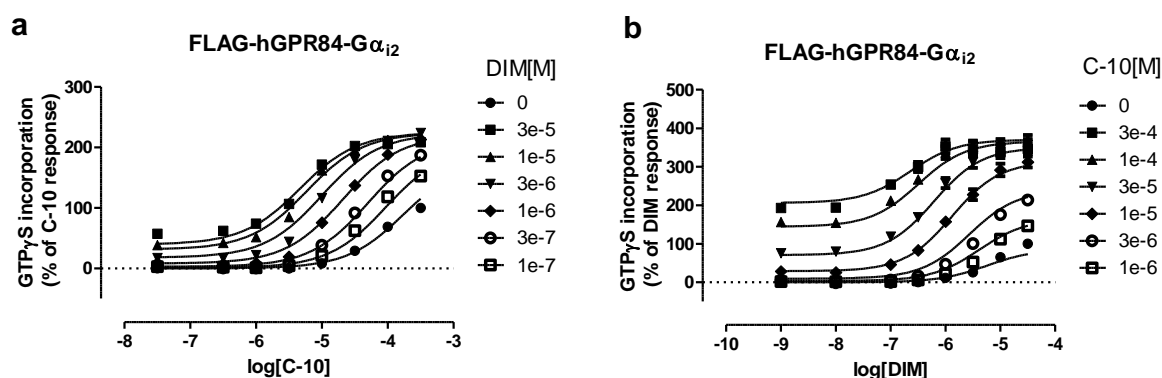 a
FLAG-hGPR84-Gαi2
GTPγS incorporation
(% of C-10 response)
300
200
100
0
-8 -7 -6 -5 -4 -3
log[C-10]
DIM[M]
0
3e-5
1e-5
3e-6
1e-6
3e-7
1e-7
b
FLAG-hGPR84-Gαi2
GTPγS incorporation
(% of DIM response)
500
400
300
200
100
0
-10 -9 -8 -7 -6 -5 -4
log[DIM]
C-10[M]
0
3e-4
1e-4
3e-5
1e-5
3e-6
1e-6